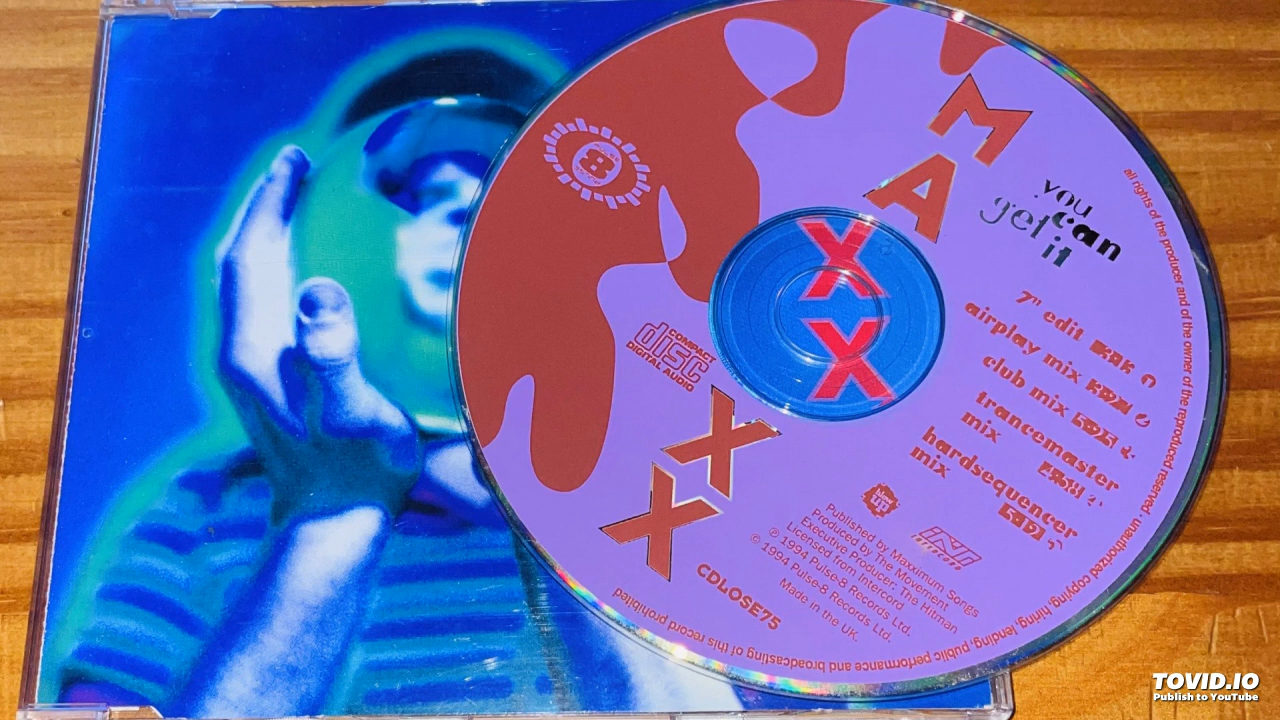 MAXXXX
you
can
get
it
8
COMPACT
disc
DIGITAL AUDIO
7" edit
airplay mix
club mix
trancemaster
mix
hardsequencer
mix
Blow
UP
Published by Maxximum Songs
Produced by The Movement
Executive Producer: The Hitman
Licensed from Intercord
℗ 1994 Pulse-8 Records Ltd.
© 1994 Pulse-8 Records Ltd.
Made in the UK.
CDLOSE75
all rights of the producer and of the owner of the reproduced reserved unauthorized copying, hiring, lending, public performance and broadcasting of this record prohibited
TOVID.IO
Publish to YouTube